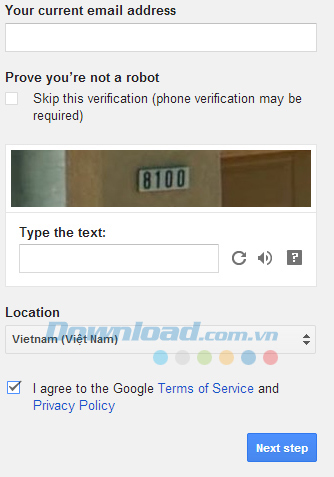 Your current email address
Prove you're not a robot
Skip this verification (phone verification may be
required)
8100
Type the text:
?
Location
Download.com.vn
Vietnam (Việt Nam)
I agree to the Google Terms of Service and
Privacy Policy
Next step